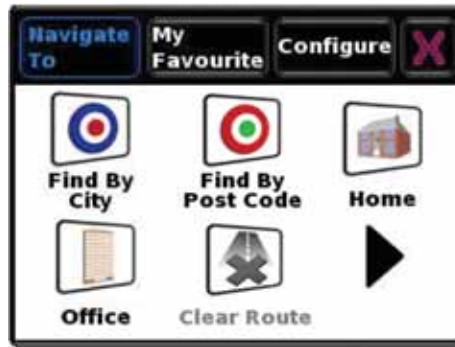 Navigate
To
My
Favourite
Configure
Find By
City
Find By
Post Code
Home
Office
Clear Route